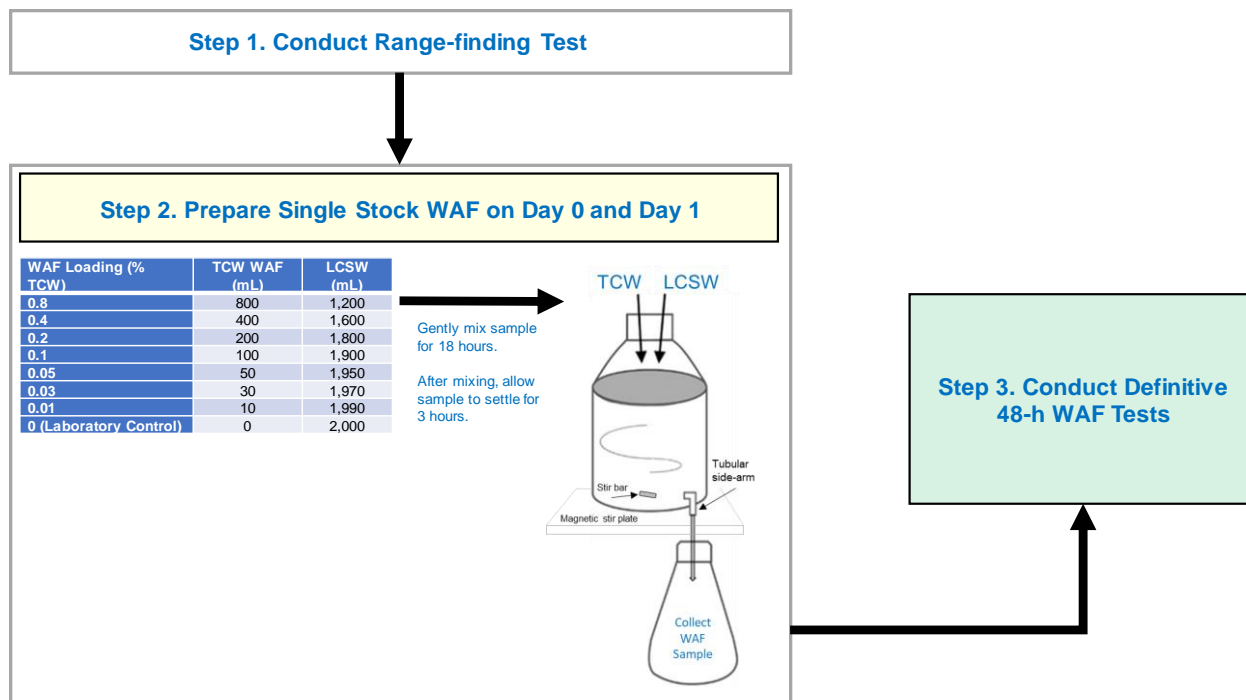 Step 1. Conduct Range-finding Test
Step 2. Prepare Single Stock WAF on Day 0 and Day 1
WAF Loading (% TCW) TCW WAF (mL) LCSW (mL)
0.8 800 1,200
0.4 400 1,600
0.2 200 1,800
0.1 100 1,900
0.05 50 1,950
0.03 30 1,970
0.01 10 1,990
0 (Laboratory Control) 0 2,000
Gently mix sample
for 18 hours.
After mixing, allow
sample to settle for
3 hours.
TCW LCSW
Tubular
side-arm
Stir bar
Magnetic stir plate
Collect
WAF
Sample
Step 3. Conduct Definitive
48-h WAF Tests